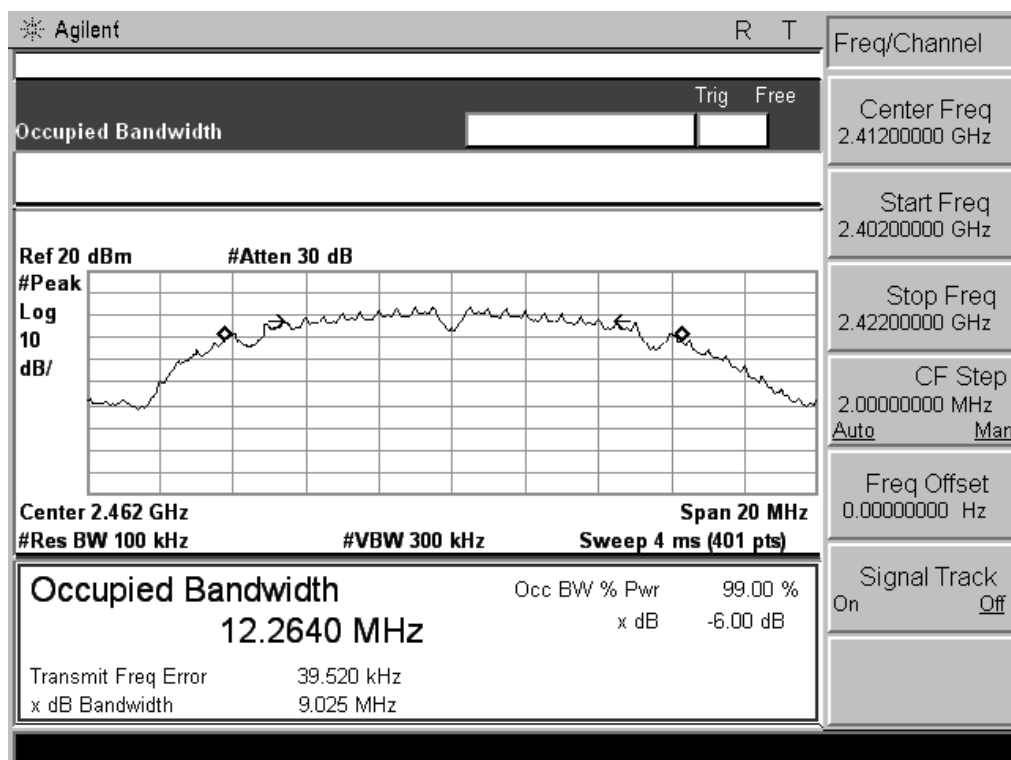 Agilent R T
Trig Free
Occupied Bandwidth
Ref 20 dBm #Atten 30 dB
#Peak
Log
10
dB/
Center 2.462 GHz Span 20 MHz
#Res BW 100 kHz #VBW 300 kHz Sweep 4 ms (401 pts)
Occupied Bandwidth
12.2640 MHz
Occ BW % Pwr 99.00 %
x dB -6.00 dB
Transmit Freq Error 39.520 kHz
x dB Bandwidth 9.025 MHz
Freq/Channel
Center Freq
2.41200000 GHz
Start Freq
2.40200000 GHz
Stop Freq
2.42200000 GHz
CF Step
2.00000000 MHz
Auto Man
Freq Offset
0.00000000 Hz
Signal Track
On Off